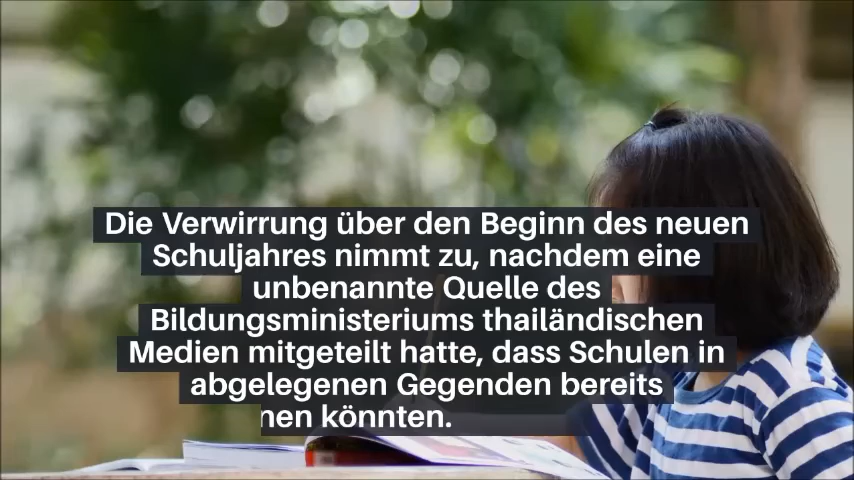 Die Verwirrung über den Beginn des neuen
Schuljahres nimmt zu, nachdem eine
unbenannte Quelle des
Bildungsministeriums thailändischen
Medien mitgeteilt hatte, dass Schulen in
abgelegenen Gegenden bereits
könnten.